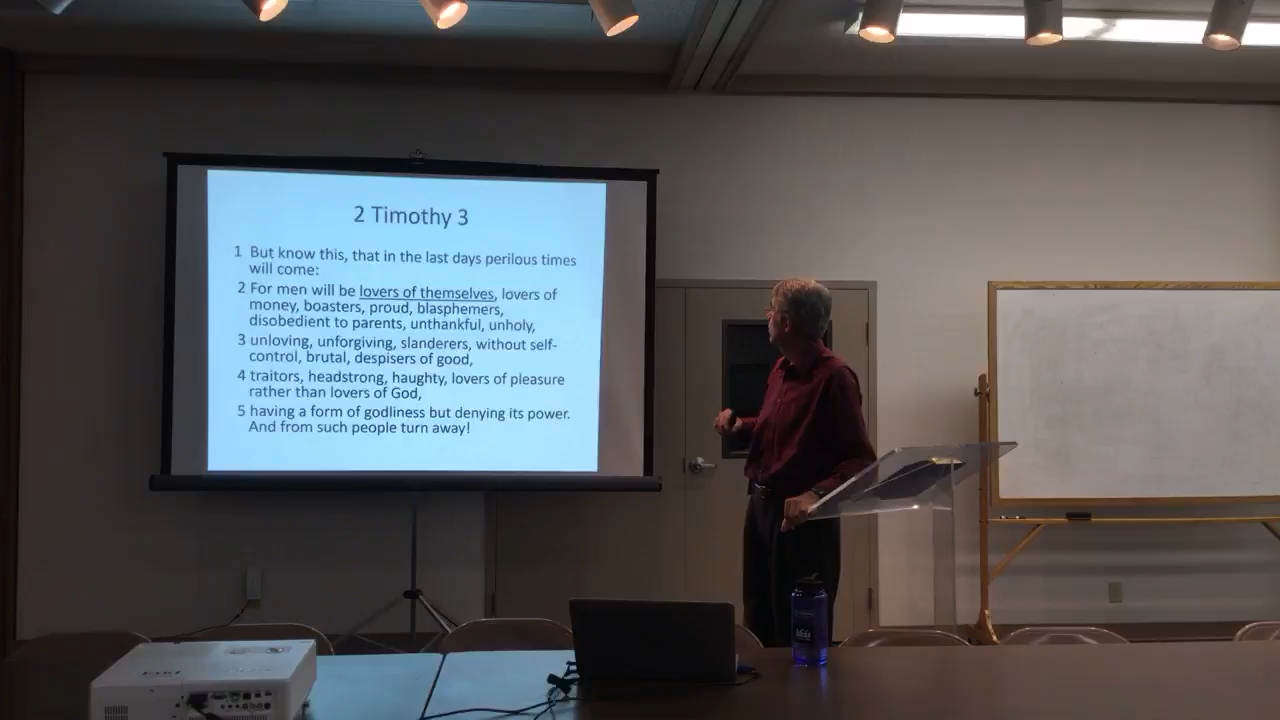 2 Timothy 3
1 But know this, that in the last days perilous times
will come:
2 For men will be lovers of themselves, lovers of
money, boasters, proud, blasphemers,
disobedient to parents, unthankful, unholy,
3 unloving, unforgiving, slanderers, without self-
control, brutal, despisers of good,
4 traitors, headstrong, haughty, lovers of pleasure
rather than lovers of God,
5 having a form of godliness but denying its power.
And from such people turn away!